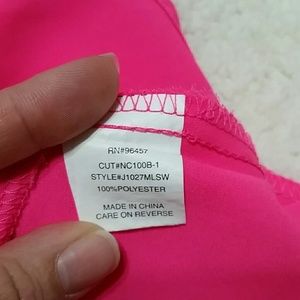 RN#96457
CUT#NC100B-1
STYLE#J1027MLSW
100%POLYESTER
MADE IN CHINA
CARE ON REVERSE